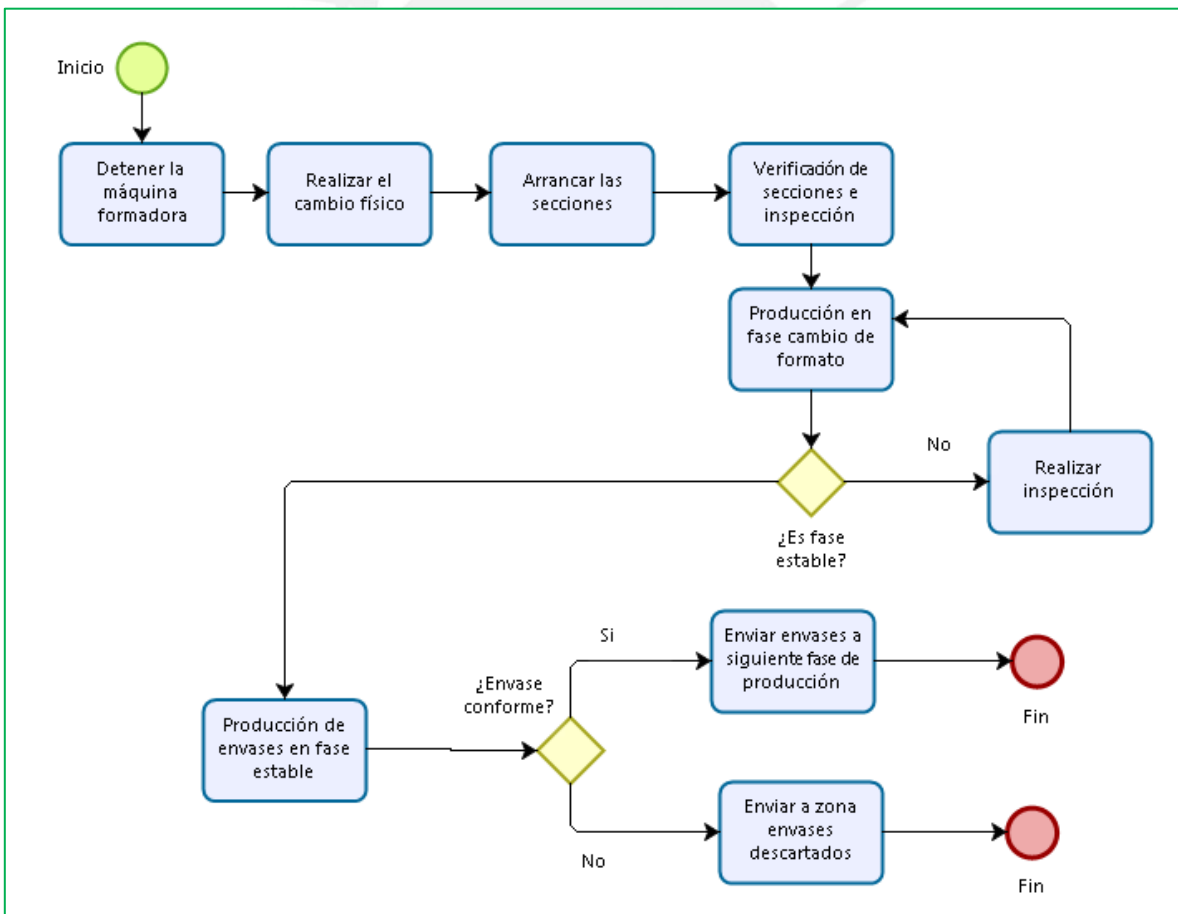 Inicio
Detener la
máquina
formadora
Realizar el
cambio físico
Arrancar las
secciones
Verificación de
secciones e
inspección
Producción en
fase cambio de
formato
No
Realizar
inspección
¿Es fase
estable?
Si
Enviar envases a
siguiente fase de
producción
Fin
¿Envase
conforme?
Producción de
envases en fase
estable
No
Enviar a zona
envases
descartados
Fin